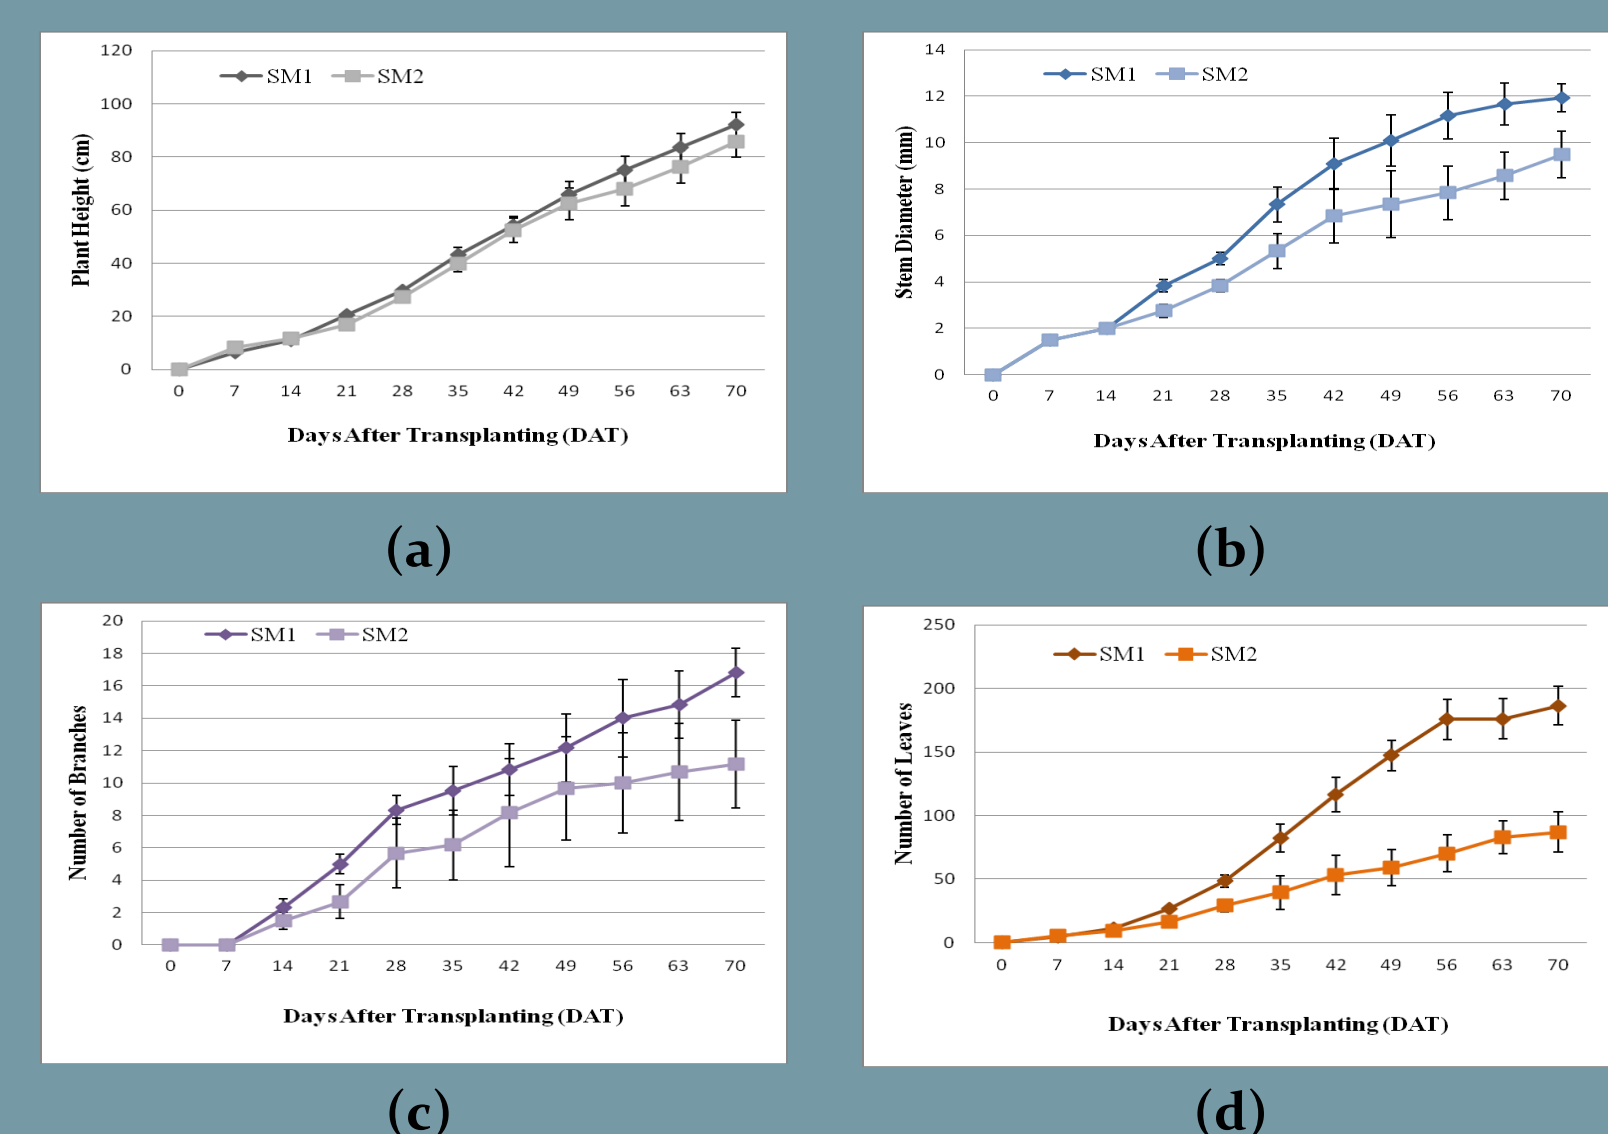 120
100
80
60
40
20
0
SM1 SM2
Plant Height (cm)
0 7 14 21 28 35 42 49 56 63 70
Days After Transplanting (DAT)
(a)
14
12
10
8
6
4
2
0
SM1 SM2
Stem Diameter (mm)
0 7 14 21 28 35 42 49 56 63 70
Days After Transplanting (DAT)
(b)
20
18
16
14
12
10
8
6
4
2
0
SM1 SM2
Number of Branches
0 7 14 21 28 35 42 49 56 63 70
Days After Transplanting (DAT)
(c)
250
200
150
100
50
0
SM1 SM2
Number of Leaves
0 7 14 21 28 35 42 49 56 63 70
Days After Transplanting (DAT)
(d)